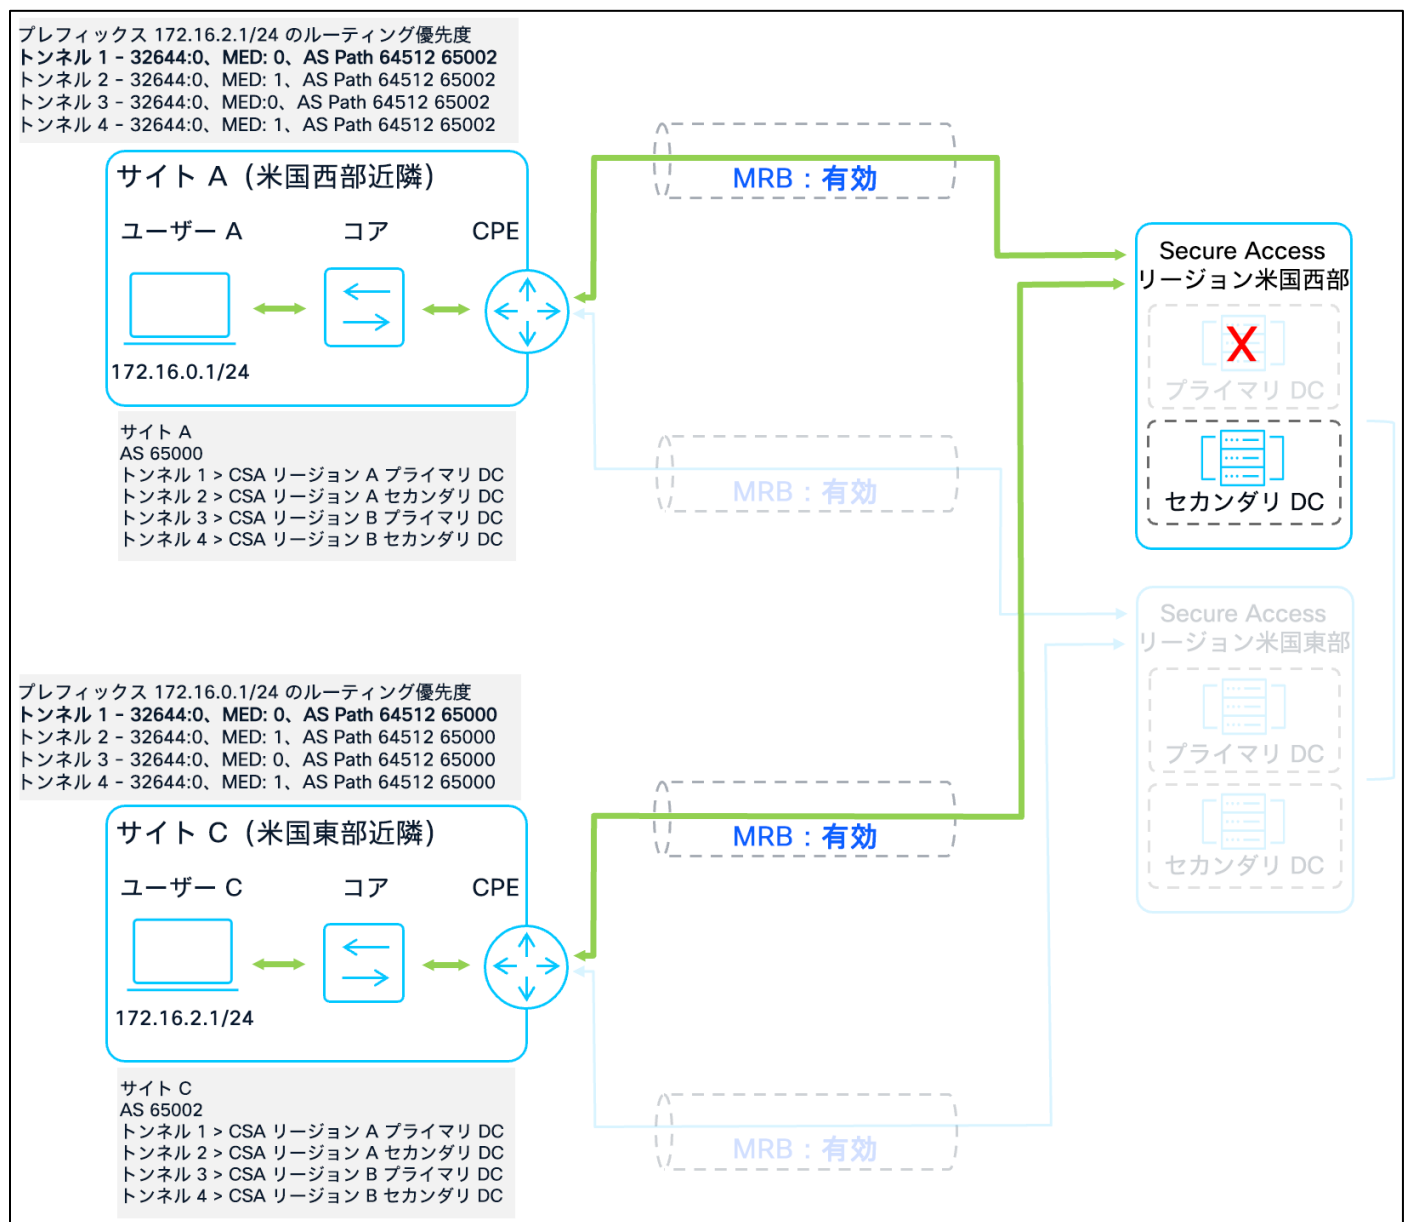 プレフィックス 172.16.2.1/24 のルーティング優先度
トンネル 1 - 32644:0、MED: 0、AS Path 64512 65002
トンネル 2 - 32644:0、MED: 1、AS Path 64512 65002
トンネル 3 - 32644:0、MED:0、AS Path 64512 65002
トンネル 4 - 32644:0、MED: 1、AS Path 64512 65002
サイト A（米国西部近隣）
ユーザー A
コア
CPE
172.16.0.1/24
サイト A
AS 65000
トンネル 1 > CSA リージョン A プライマリ DC
トンネル 2 > CSA リージョン A セカンダリ DC
トンネル 3 > CSA リージョン B プライマリ DC
トンネル 4 > CSA リージョン B セカンダリ DC
MRB：有効
MRB：有効
Secure Access
リージョン米国西部
X
プライマリ DC
セカンダリ DC
Secure Access
リージョン米国東部
プライマリ DC
セカンダリ DC
プレフィックス 172.16.0.1/24 のルーティング優先度
トンネル 1 - 32644:0、MED: 0、AS Path 64512 65000
トンネル 2 - 32644:0、MED: 1、AS Path 64512 65000
トンネル 3 - 32644:0、MED: 0、AS Path 64512 65000
トンネル 4 - 32644:0、MED: 1、AS Path 64512 65000
サイト C（米国東部近隣）
ユーザー C
コア
CPE
172.16.2.1/24
サイト C
AS 65002
トンネル 1 > CSA リージョン A プライマリ DC
トンネル 2 > CSA リージョン A セカンダリ DC
トンネル 3 > CSA リージョン B プライマリ DC
トンネル 4 > CSA リージョン B セカンダリ DC
MRB：有効
MRB：有効